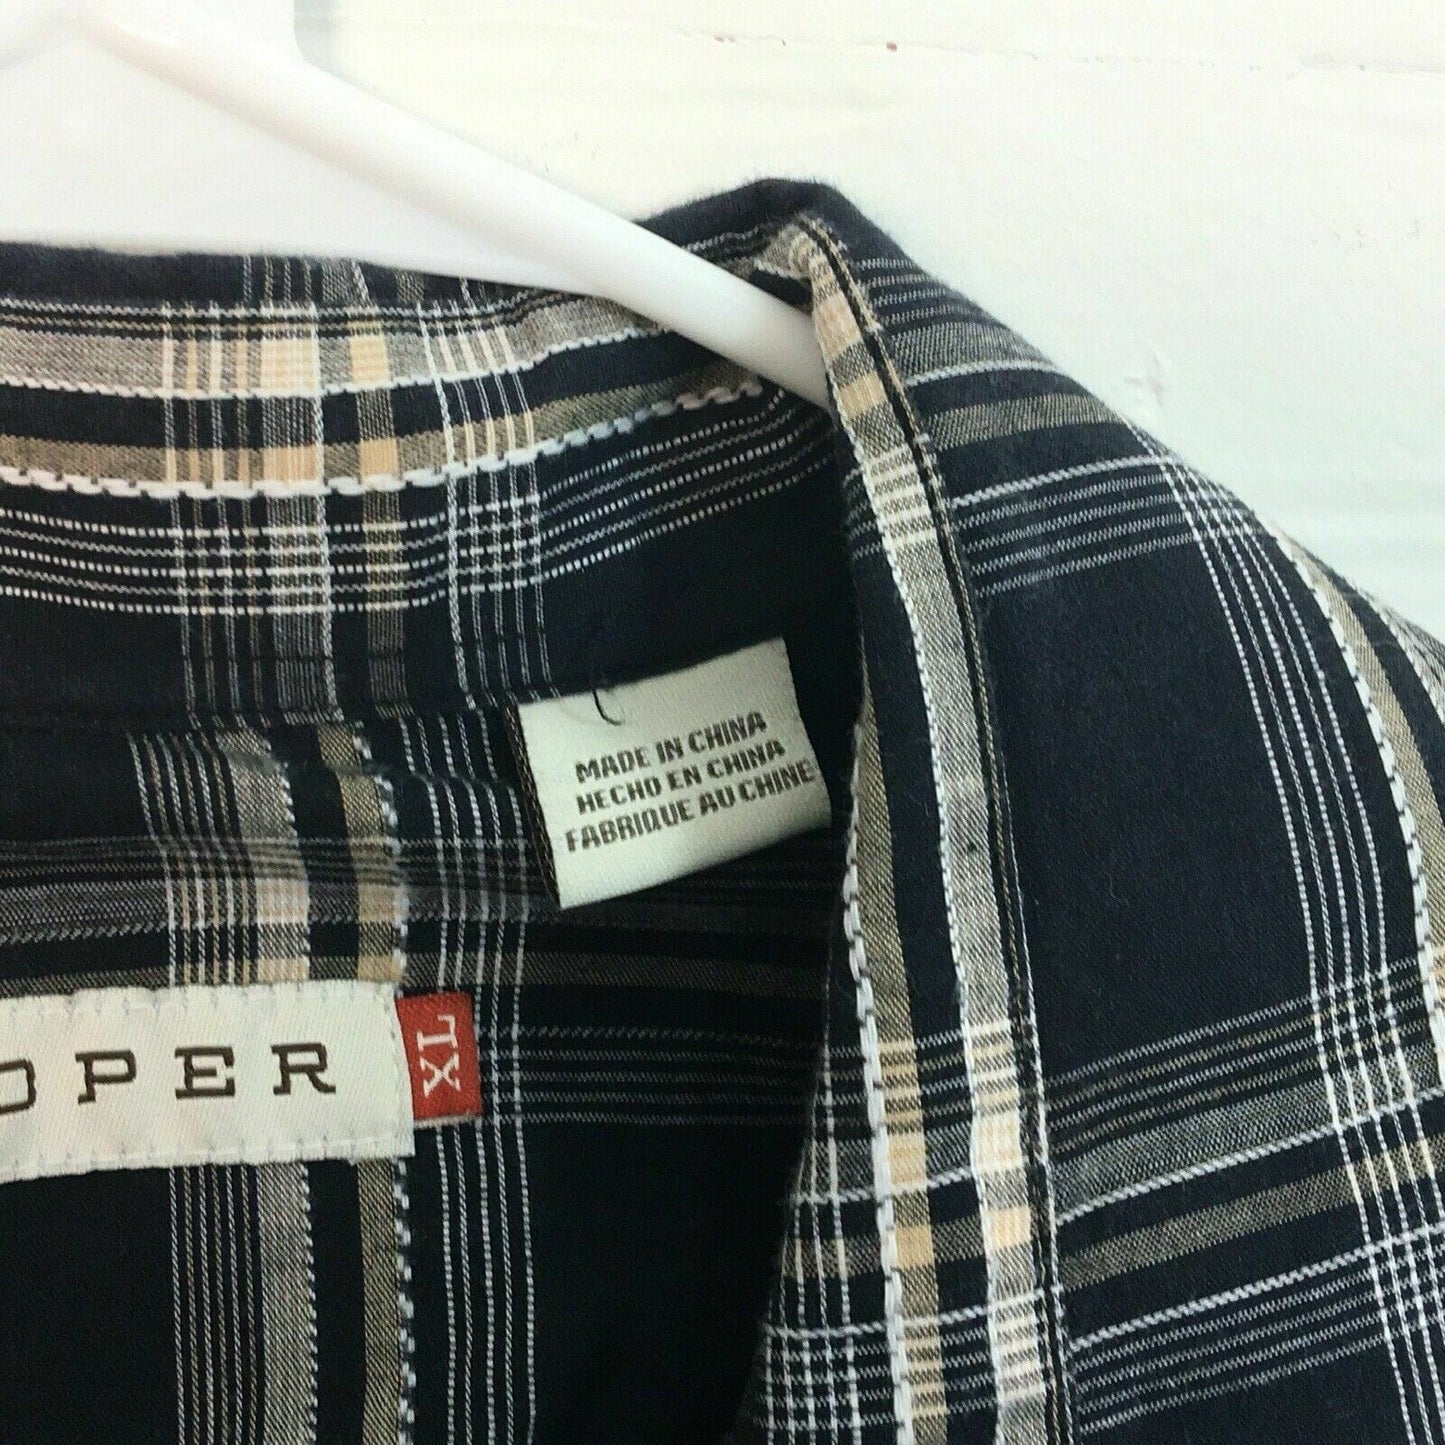 MADE IN CHINA
HECHO EN CHINA
FABRIQUE AU CHINE
OPER
XL